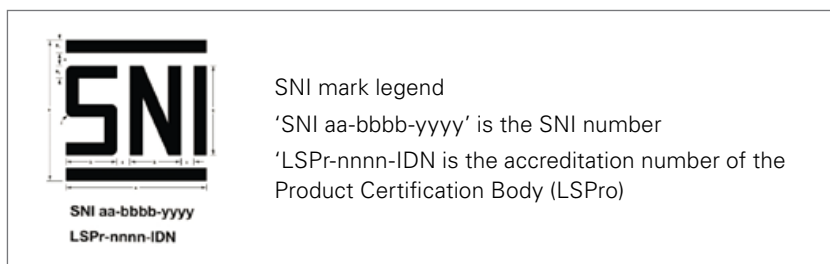 SNI
SNI aa-bbbb-yyyy
LSPr-nnnn-IDN
SNI mark legend
‘SNI aa-bbbb-yyyy’ is the SNI number
‘LSPr-nnnn-IDN is the accreditation number of the
Product Certification Body (LSPro)